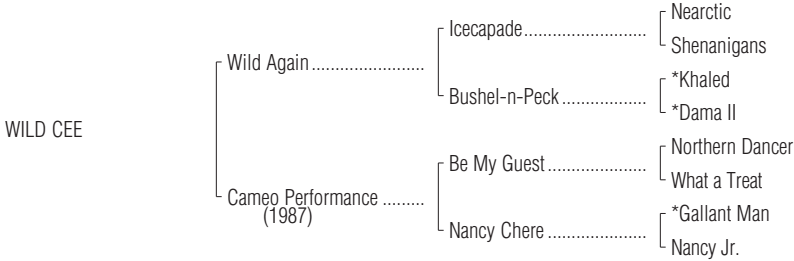 Nearctic
Icecapade........................
Shenanigans
Wild Again........................
*Khaled
Bushel-n-Peck..................
*Dama II
WILD CEE
Northern Dancer
Be My Guest.....................
What a Treat
Cameo Performance .........
(1987)
*Gallant Man
Nancy Chere .....................
Nancy Jr.